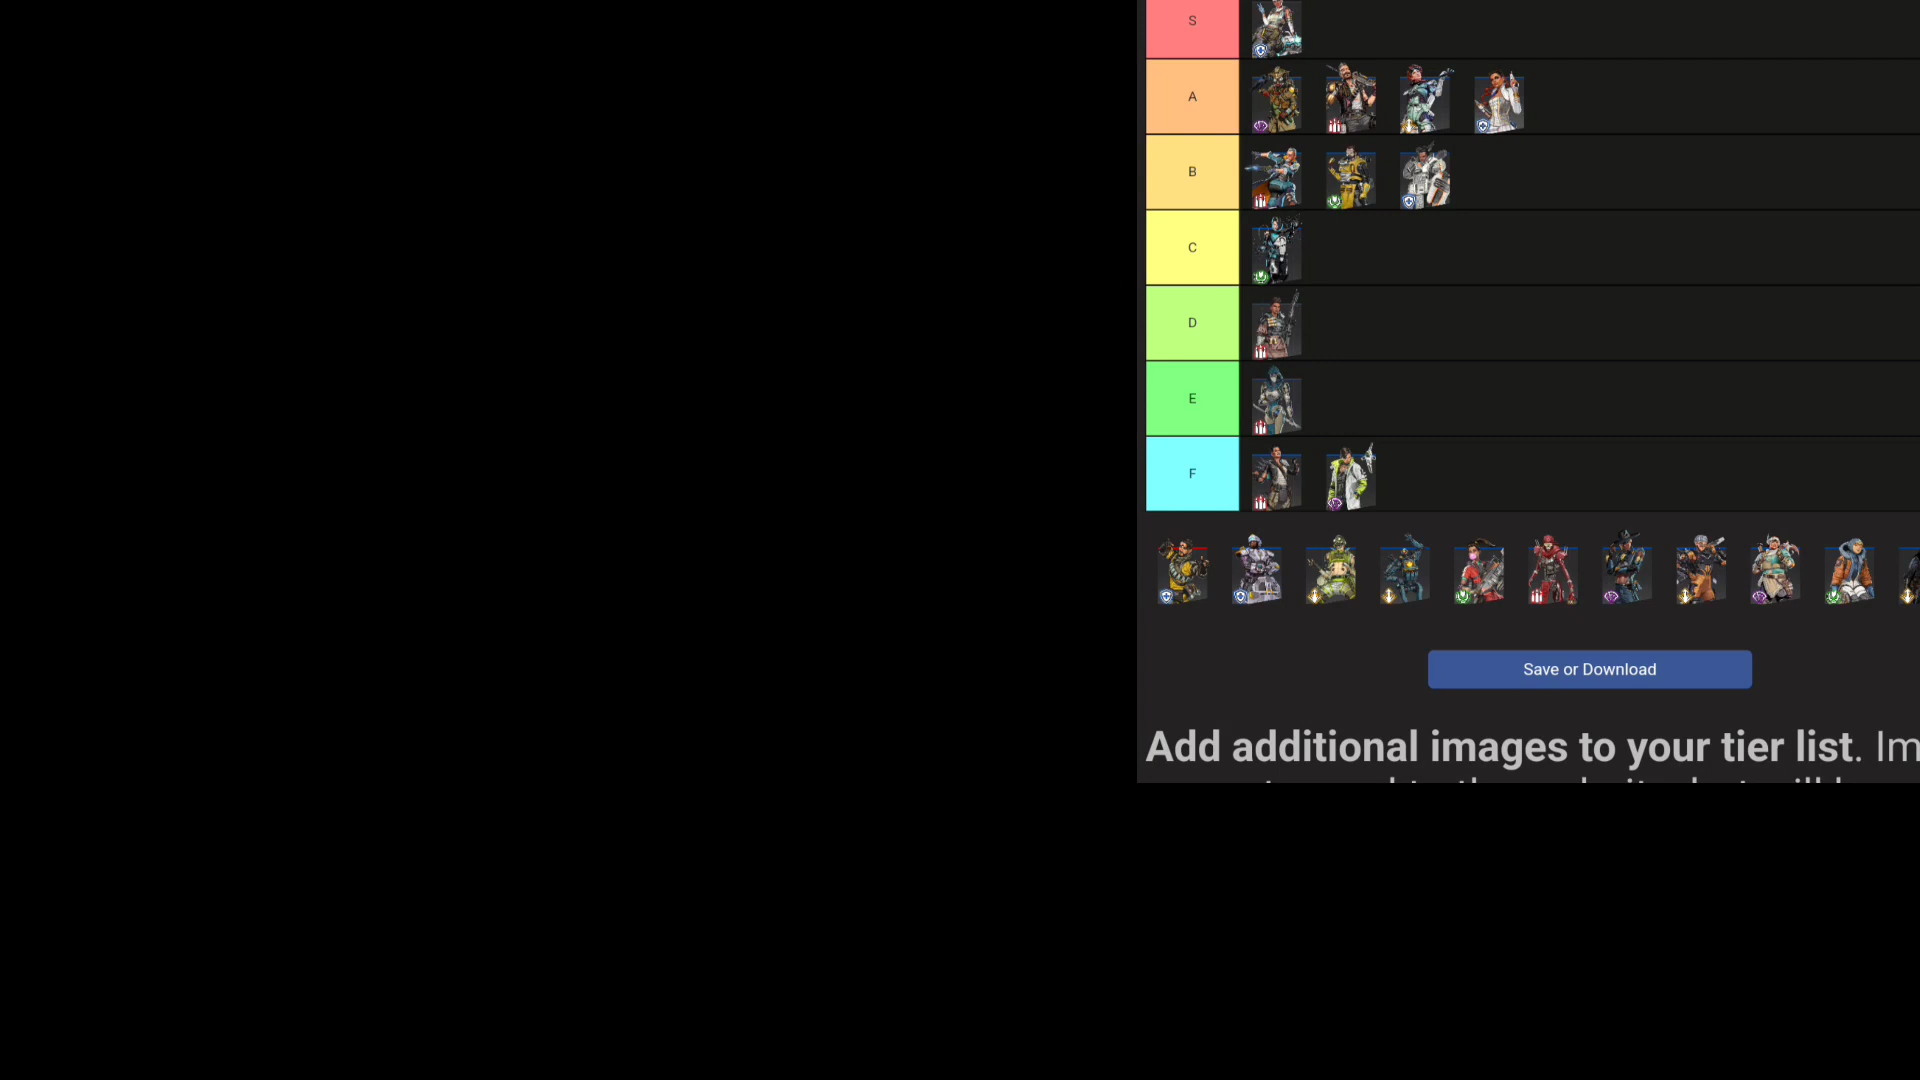 S
A
B
C
D
E
F
Save or Download
Add additional images to your tier list. Im